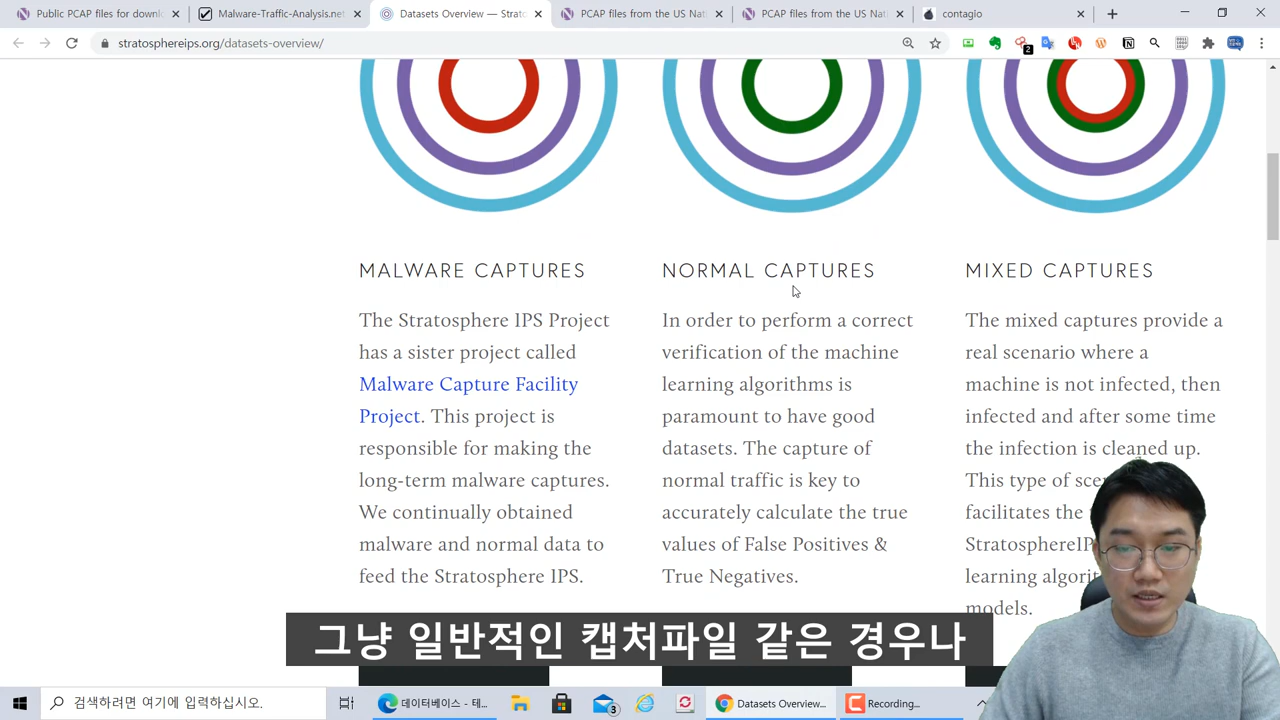 Public PCAP files for downlo
Malware-Traffic-Analysis.net
Datasets Overview — Strato
PCAP files from the US Nati
PCAP files from the US Nati
contagio
stratosphereips.org/datasets-overview/
2
MALWARE CAPTURES
The Stratosphere IPS Project
has a sister project called
Malware Capture Facility
Project. This project is
responsible for making the
long-term malware captures.
We continually obtained
malware and normal data to
feed the Stratosphere IPS.
NORMAL CAPTURES
In order to perform a correct
verification of the machine
learning algorithms is
paramount to have good
datasets. The capture of
normal traffic is key to
accurately calculate the true
values of False Positives &
True Negatives.
MIXED CAPTURES
The mixed captures provide a
real scenario where a
machine is not infected, then
infected and after some time
the infection is cleaned up.
This type of
facilitates the
StratosphereIP
learning
models.
그냥 일반적인 캡처파일 같은 경우나
검색하려면 여기에 입력하십시오.
데이터베이스 - 테...
3
Datasets Overview...
Recording...